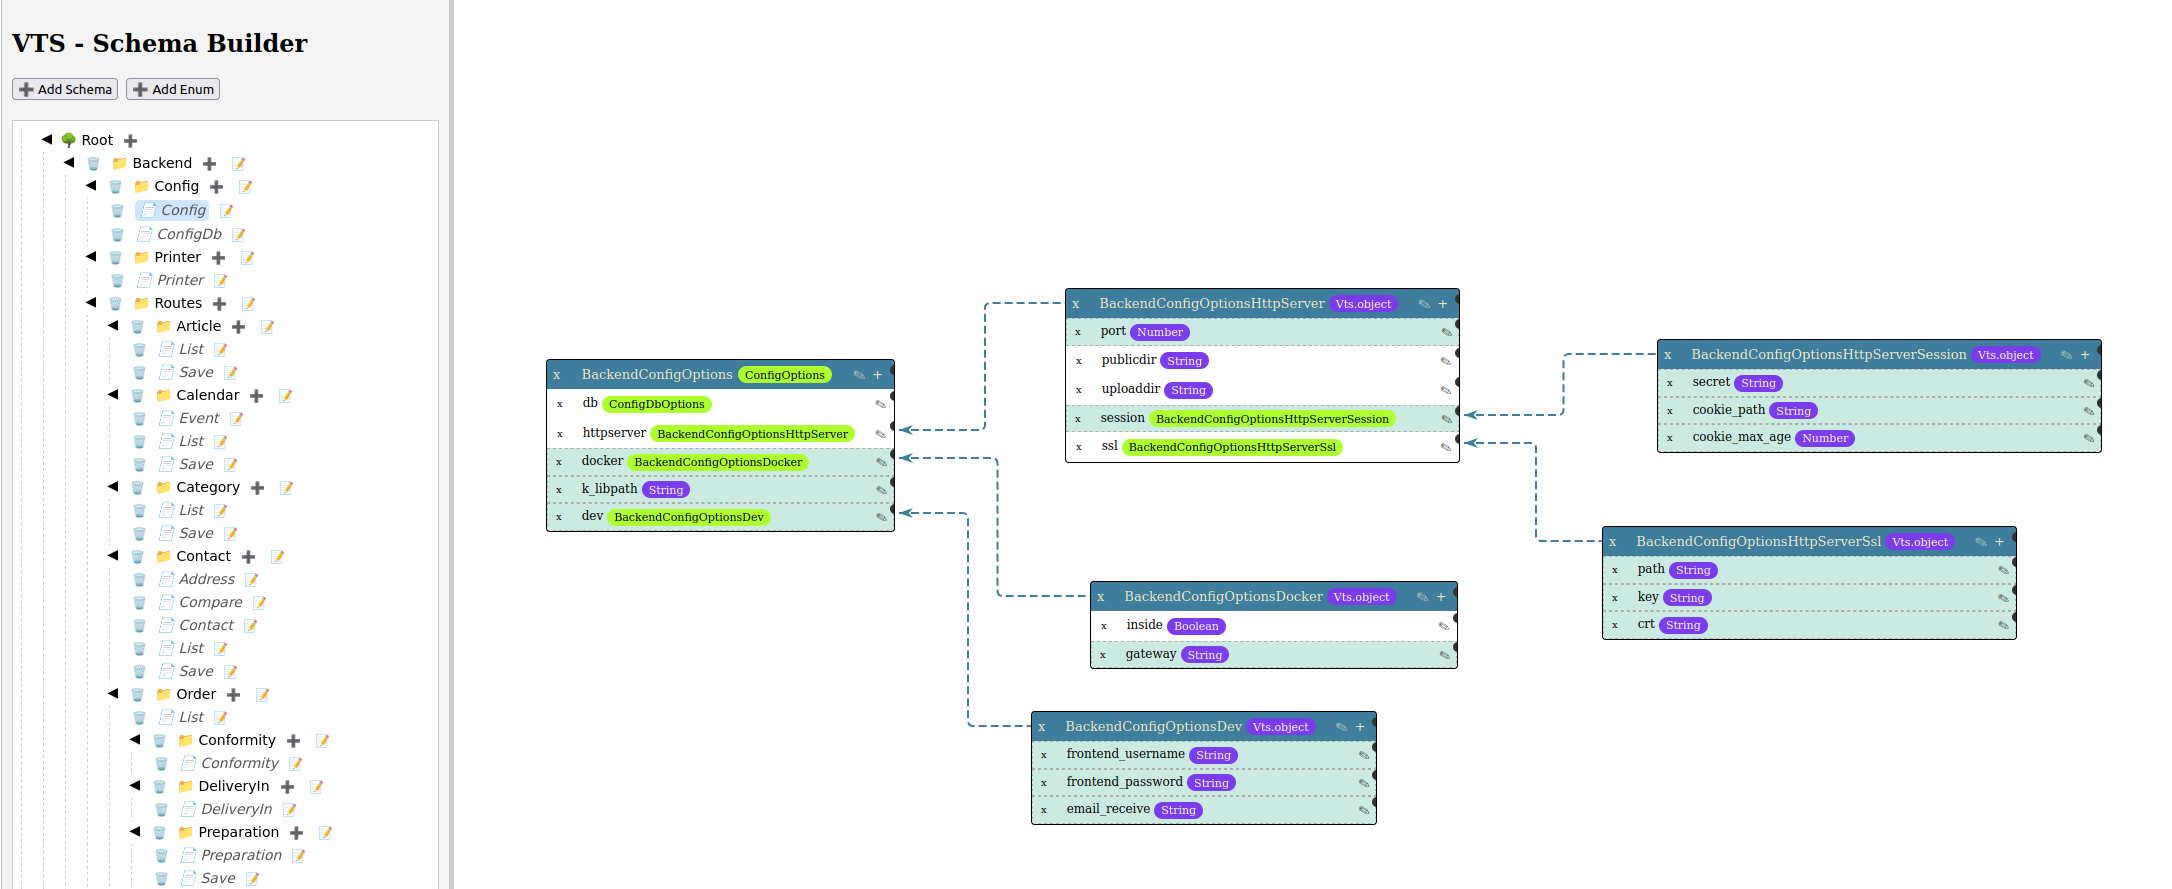 VTS - Schema Builder
Add Schema Add Enum
Root
Backend
Config
Config
ConfigDb
Printer
Printer
Routes
Article
List
Save
Calendar
Event
List
Save
Category
List
Save
Contact
Address
Compare
Contact
List
Save
Order
List
Conformity
Conformity
DeliveryIn
DeliveryIn
Preparation
Preparation
Save
x BackendConfigOptions ConfigOptions +
x db ConfigDbOptions
x httpserver BackendConfigOptionsHttpServer
x docker BackendConfigOptionsDocker
x k_libpath String
x dev BackendConfigOptionsDev
x BackendConfigOptionsHttpServer Vts.object +
x port Number
x publicdir String
x uploaddir String
x session BackendConfigOptionsHttpServerSession
x ssl BackendConfigOptionsHttpServerSsl
x BackendConfigOptionsHttpServerSession Vts.object +
x secret String
x cookie_path String
x cookie_max_age Number
x BackendConfigOptionsHttpServerSsl Vts.object +
x path String
x key String
x crt String
x BackendConfigOptionsDocker Vts.object +
x inside Boolean
x gateway String
x BackendConfigOptionsDev Vts.object +
x frontend_username String
x frontend_password String
x email_receive String